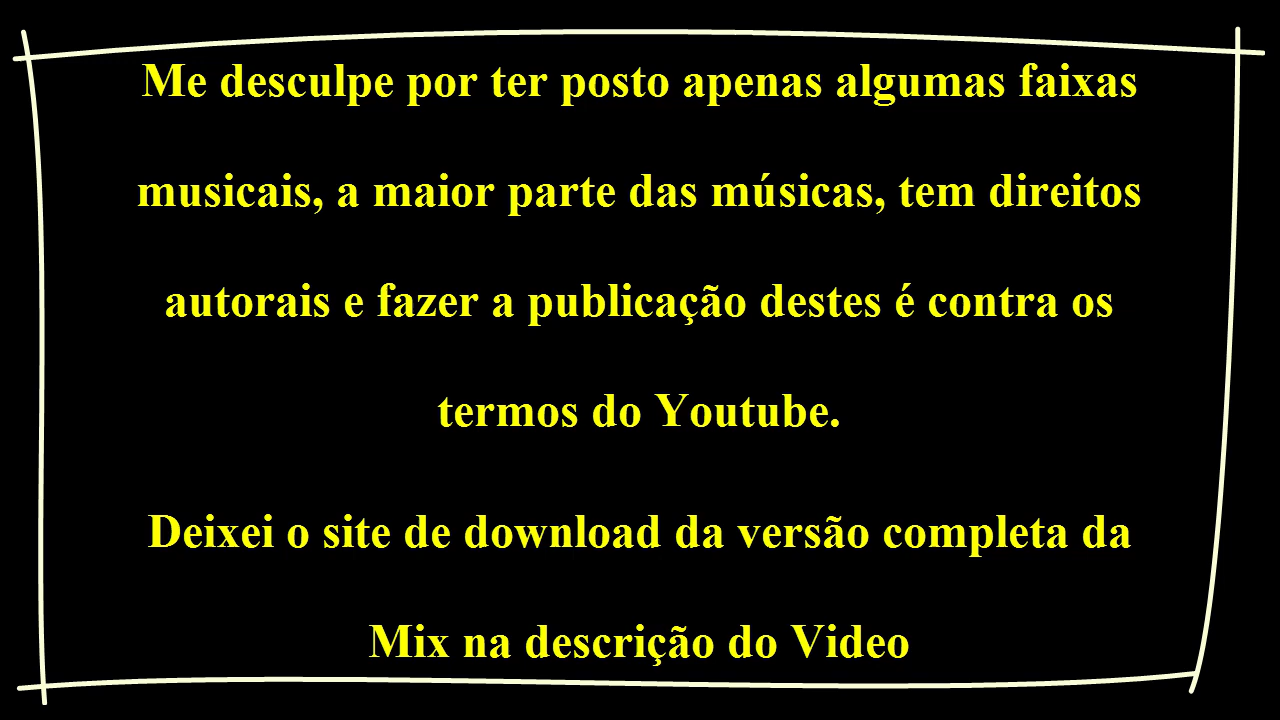 Me desculpe por ter posto apenas algumas faixas
musicais, a maior parte das músicas, tem direitos
autorais e fazer a publicação destes é contra os
termos do Youtube.
Deixei o site de download da versão completa da
Mix na descrição do Video